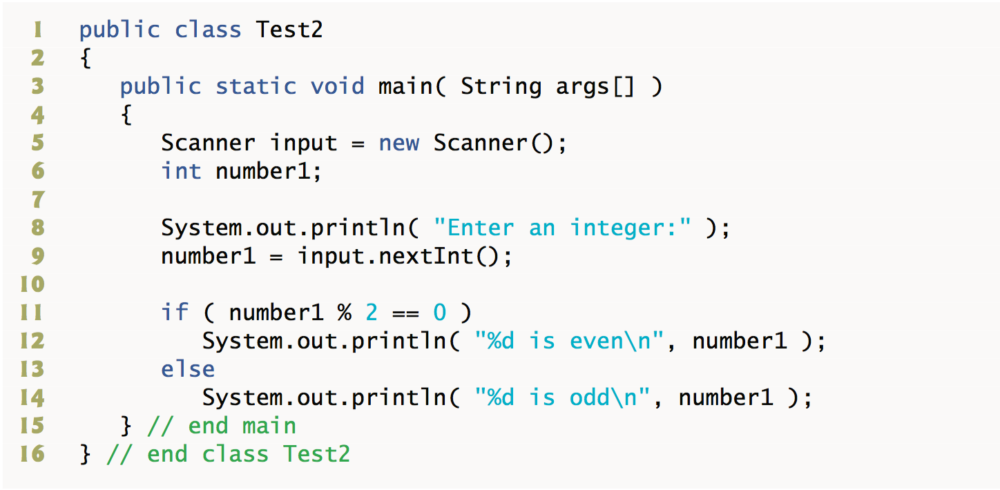 1 public class Test2
2 {
3    public static void main( String args[] )
4    {
5       Scanner input = new Scanner();
6       int number1;
7
8       System.out.println( "Enter an integer:" );
9       number1 = input.nextInt();
10
11       if ( number1 % 2 == 0 )
12          System.out.println( "%d is even\n", number1 );
13       else
14          System.out.println( "%d is odd\n", number1 );
15    } // end main
16 } // end class Test2